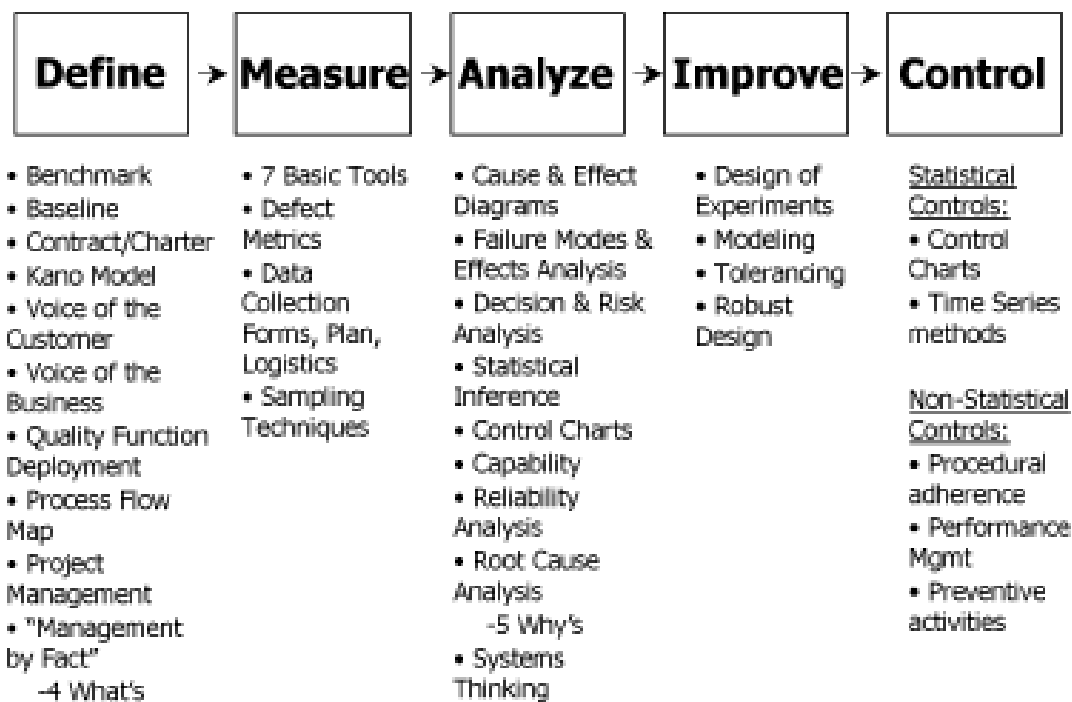 Define → Measure → Analyze → Improve → Control
• Benchmark
• Baseline
• Contract/Charter
• Kano Model
• Voice of the
Customer
• Voice of the
Business
• Quality Function
Deployment
• Process Flow
Map
• Project
Management
• "Management
by Fact"
-4 What's
• 7 Basic Tools
• Defect
Metrics
• Data
Collection
Forms, Plan,
Logistics
• Sampling
Techniques
• Cause & Effect
Diagrams
• Failure Modes &
Effects Analysis
• Decision & Risk
Analysis
• Statistical
Inference
• Control Charts
• Capability
• Reliability
Analysis
• Root Cause
Analysis
-5 Why's
• Systems
Thinking
• Design of
Experiments
• Modeling
• Tolerancing
• Robust
Design
Statistical
Controls:
• Control
Charts
• Time Series
methods
Non-Statistical
Controls:
• Procedural
adherence
• Performance
Mgmt
• Preventive
activities